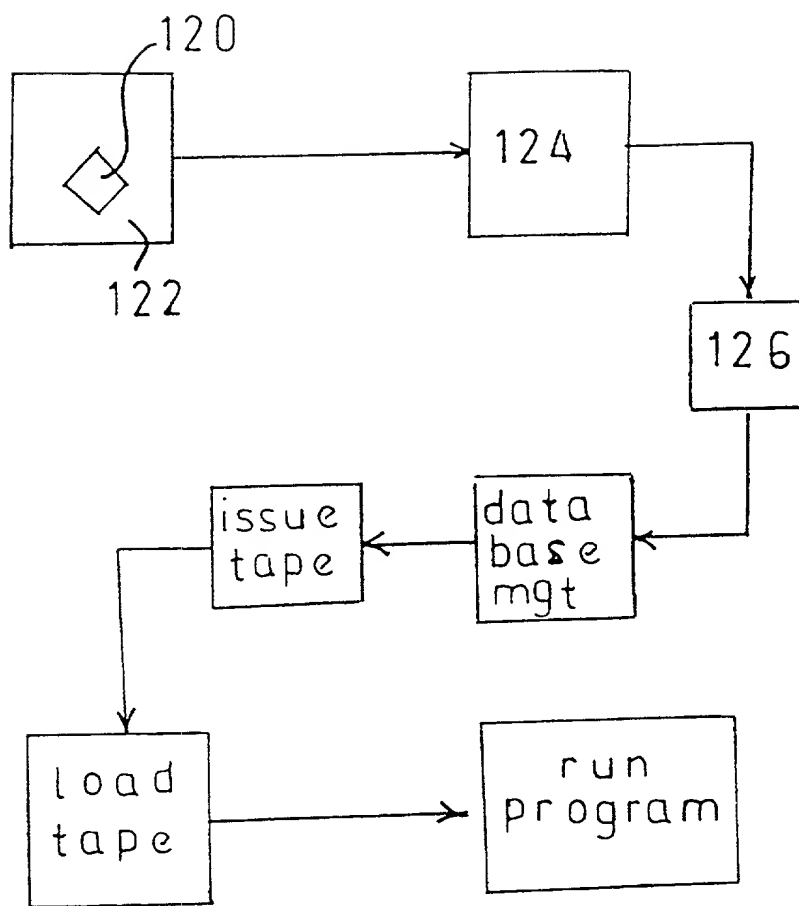 120
124
122
126
issue
tape
data
base
mgt
load
tape
run
program